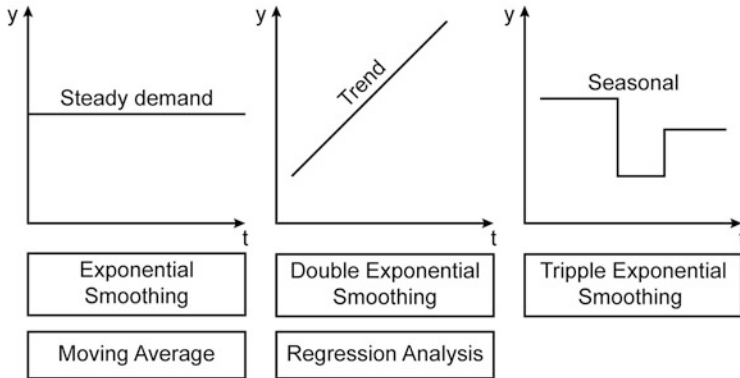 y
Steady demand
t
Exponential
Smoothing
Moving Average
y
Trend
t
Double Exponential
Smoothing
Regression Analysis
y
Seasonal
Tripple Exponential
Smoothing